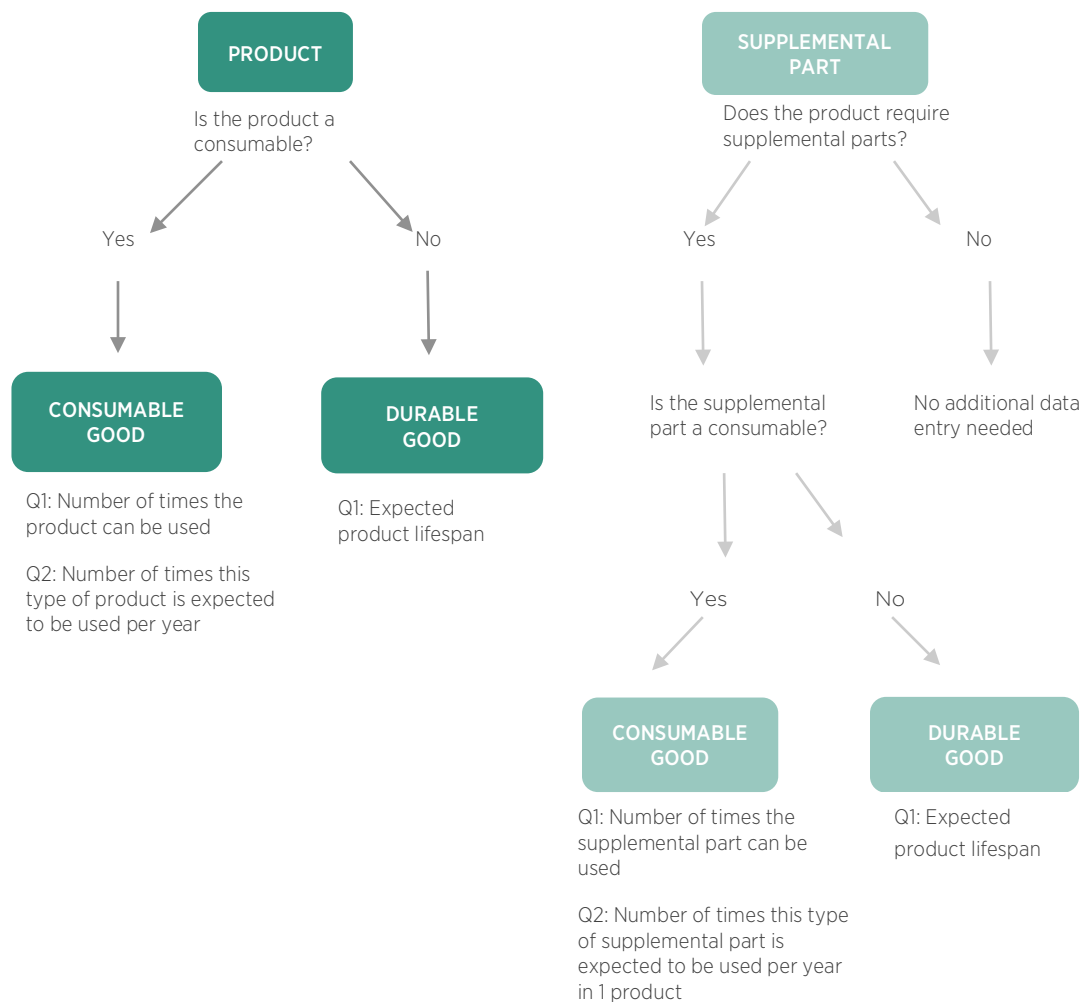 PRODUCT
Is the product a
consumable?
Yes
No
CONSUMABLE
GOOD
Q1: Number of times the
product can be used
Q2: Number of times this
type of product is expected
to be used per year
DURABLE
GOOD
Q1: Expected
product lifespan
SUPPLEMENTAL
PART
Does the product require
supplemental parts?
Yes
No
Is the supplemental
part a consumable?
No additional data
entry needed
Yes
No
CONSUMABLE
GOOD
Q1: Number of times the
supplemental part can be
used
Q2: Number of times this type
of supplemental part is
expected to be used per year
in 1 product
DURABLE
GOOD
Q1: Expected
product lifespan